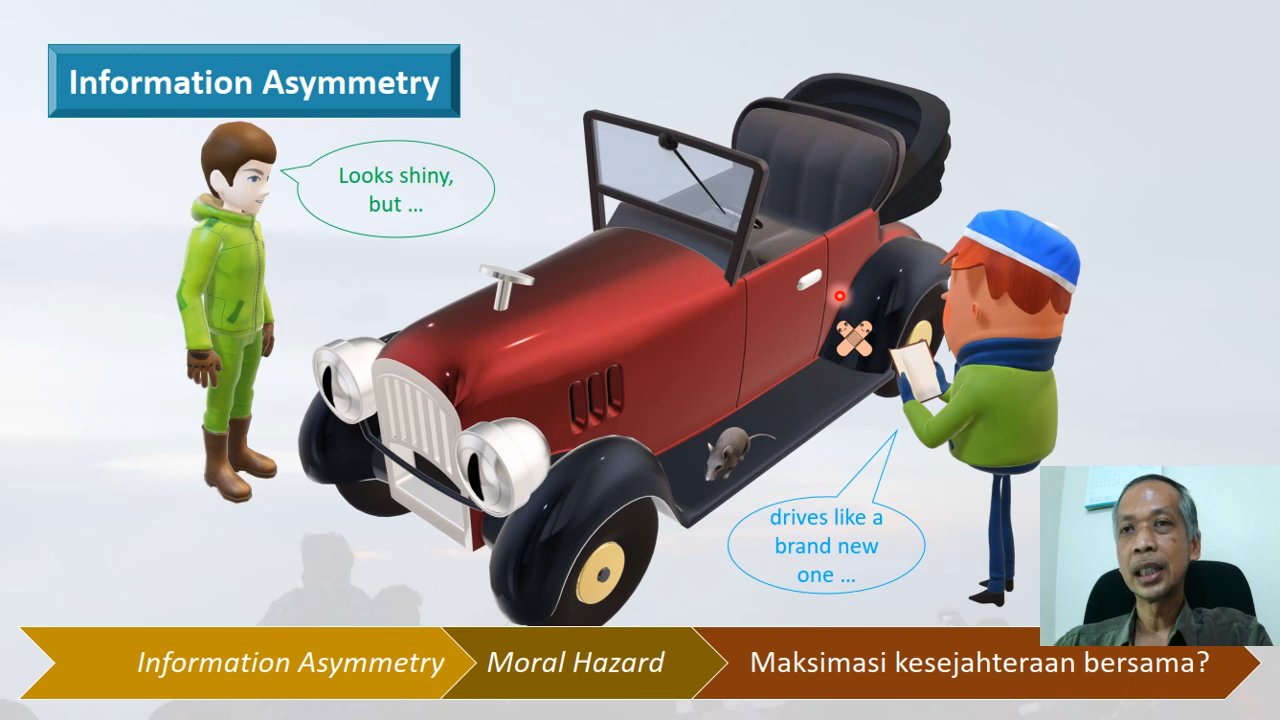 Information Asymmetry
Looks shiny,
but ...
drives like a
brand new
one ...
Information Asymmetry
Moral Hazard
Maksimasi kesejahteraan bersama?